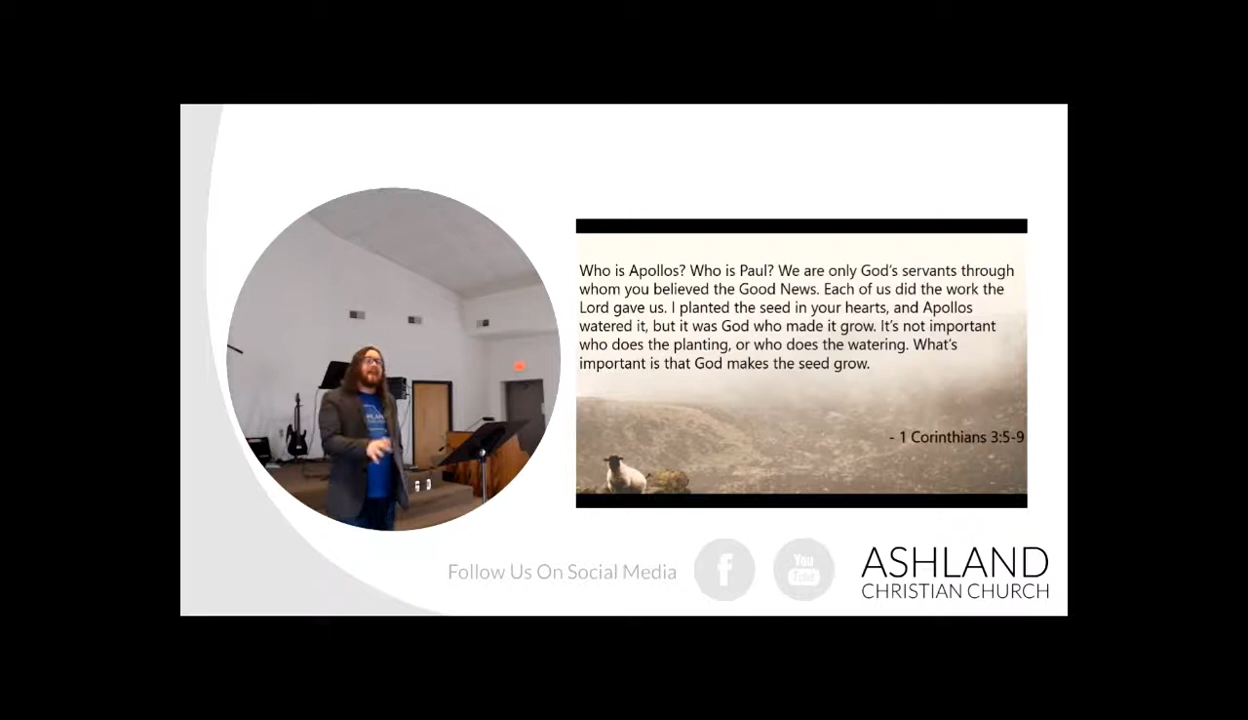 Who is Apollos? Who is Paul? We are only God's servants through
whom you believed the Good News. Each of us did the work the
Lord gave us. I planted the seed in your hearts, and Apollos
watered it, but it was God who made it grow. It's not important
who does the planting, or who does the watering. What's
important is that God makes the seed grow.
- 1 Corinthians 3:5-9
Follow Us On Social Media
f
You
Tube
ASHLAND
CHRISTIAN CHURCH